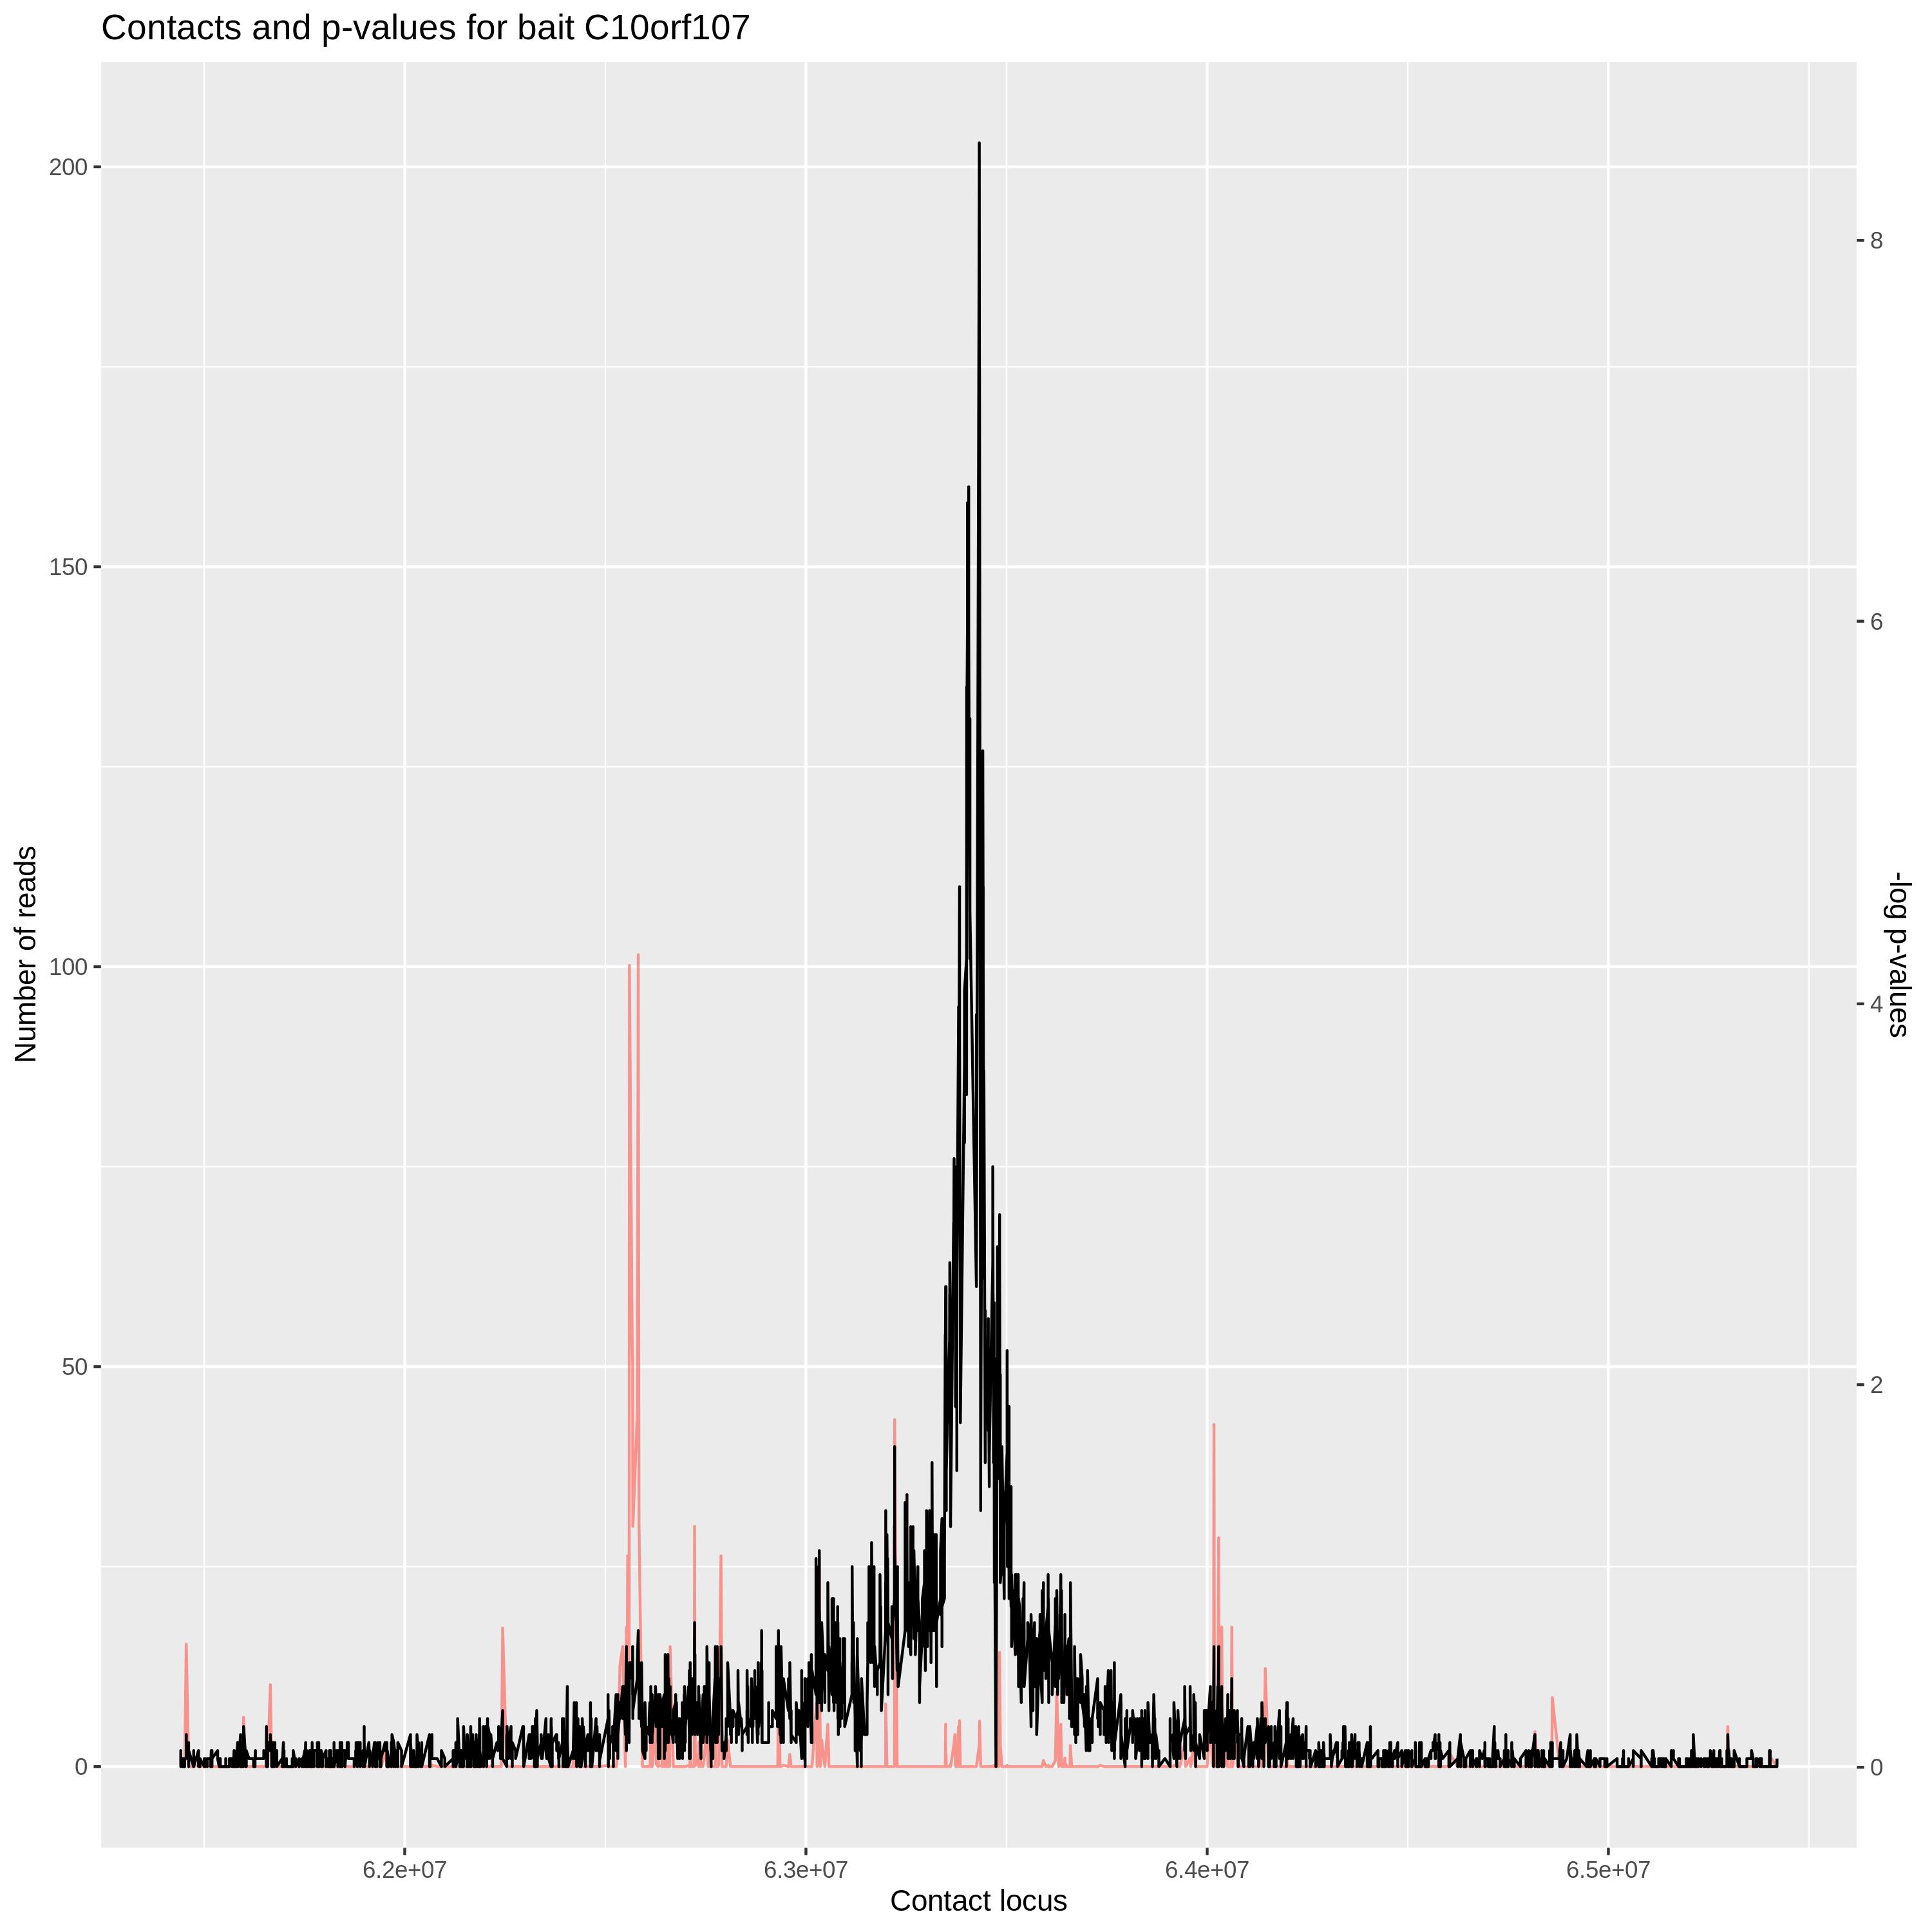 Contacts and p-values for bait C10orf107
200
150
100
50
0
8
6
4
2
0
Number of reads
-log p-values
6.2e+07
6.3e+07
6.4e+07
6.5e+07
Contact locus